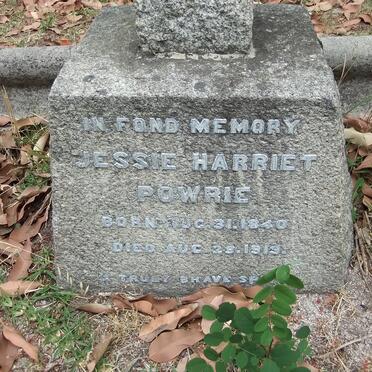 IN FOND MEMORY
JESSIE HARRIET
POWRIE
BORN AUG. 31. 1840
DIED AUG. 29. 1919.
A TRULY BRAVE